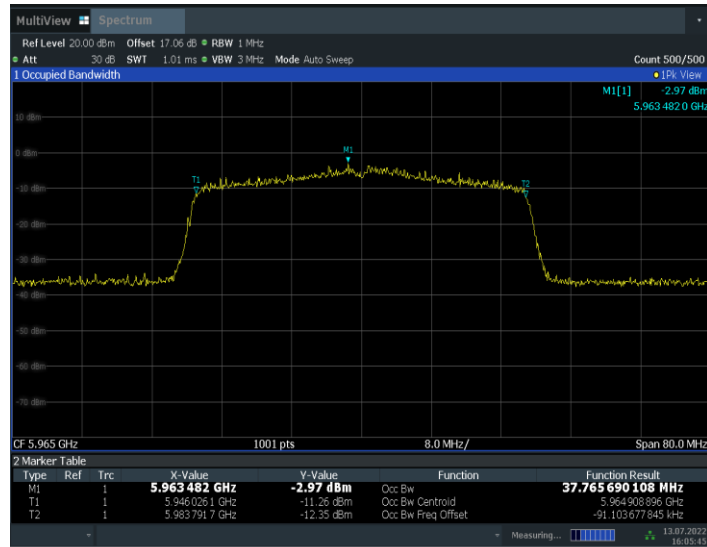 MultiView Spectrum
Ref Level 20.00 dBm Offset 17.06 dB RBW 1 MHz
Att 30 dB SWT 1.01 ms VBW 3 MHz Mode Auto Sweep Count 500/500
1 Occupied Bandwidth 1Pk View
M1[1] -2.97 dBm
5.963 482 0 GHz
10 dBm
0 dBm
M1
T1
T2
-10 dBm
-20 dBm
-30 dBm
-40 dBm
-50 dBm
-60 dBm
-70 dBm
CF 5.965 GHz 1001 pts 8.0 MHz/ Span 80.0 MHz
2 Marker Table
Type Ref Trc X-Value Y-Value Function Function Result
M1 1 5.963 482 GHz -2.97 dBm Occ Bw 37.765 690 108 MHz
T1 1 5.946 026 1 GHz -11.26 dBm Occ Bw Centroid 5.964 908 896 GHz
T2 1 5.983 791 7 GHz -12.35 dBm Occ Bw Freq Offset -91.103 677 845 kHz
Measuring... 13.07.2022
16:05:45